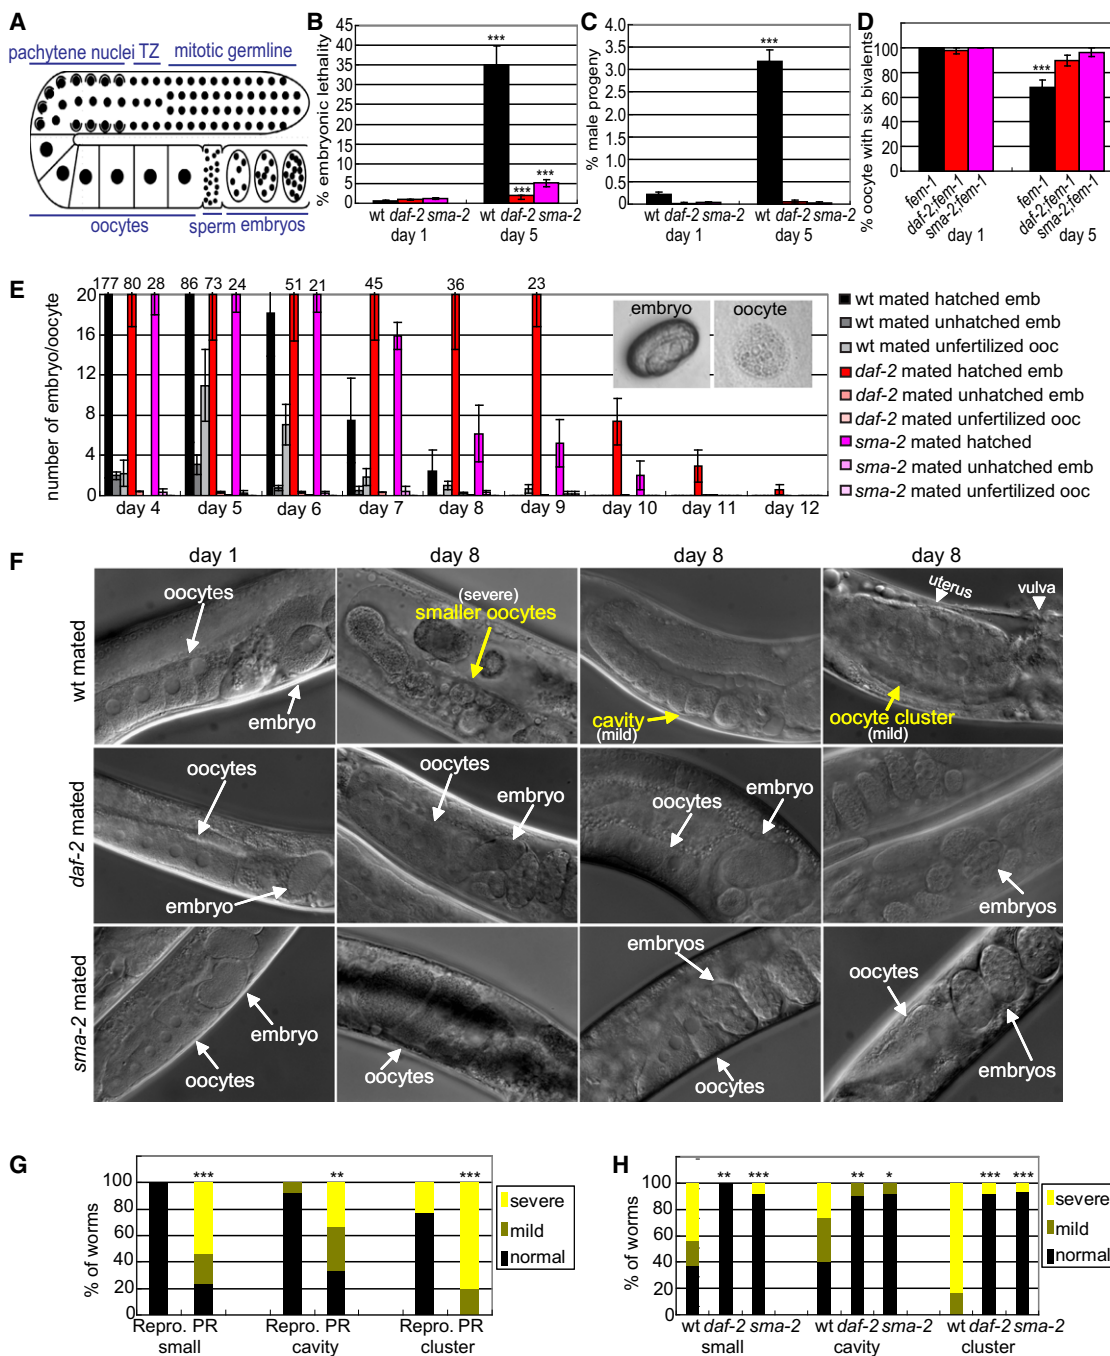 A
pachytene nuclei TZ mitotic germline
oocytes sperm embryos
B
% embryonic lethality
45
40
35
30
25
20
15
10
5
0
***
***
***
wt daf-2 sma-2 wt daf-2 sma-2
day 1 day 5
C
% male progeny
4.0
3.5
3.0
2.5
2.0
1.5
1.0
0.5
0
***
wt daf-2 sma-2 wt daf-2 sma-2
day 1 day 5
D
% oocyte with six bivalents
100
80
60
40
20
0
***
fem-1
daf-2;fem-1
sma-2;fem-1
fem-1
daf-2;fem-1
sma-2;fem-1
day 1 day 5
E
number of embryo/oocyte
177 80 28 86 73 24 51 21 45 36 23
20
16
12
8
4
0
day 4 day 5 day 6 day 7 day 8 day 9 day 10 day 11 day 12
embryo oocyte
wt mated hatched emb
wt mated unhatched emb
wt mated unfertilized ooc
daf-2 mated hatched emb
daf-2 mated unhatched emb
daf-2 mated unfertilized ooc
sma-2 mated hatched
sma-2 mated unhatched emb
sma-2 mated unfertilized ooc
F
day 1 day 8 day 8 day 8
wt mated
oocytes
embryo
(severe)
smaller oocytes
cavity
(mild)
uterus
vulva
oocyte cluster
(mild)
daf-2 mated
oocytes
embryo
oocytes
embryo
oocytes
embryo
embryos
sma-2 mated
embryo
oocytes
oocytes
embryos
oocytes
oocytes
embryos
G
% of worms
100
80
60
40
20
0
*** ** ***
Repro. PR Repro. PR Repro. PR
small cavity cluster
severe
mild
normal
H
% of worms
100
80
60
40
20
0
** *** ** * *** ***
wt daf-2 sma-2 wt daf-2 sma-2 wt daf-2 sma-2
small cavity cluster
severe
mild
normal